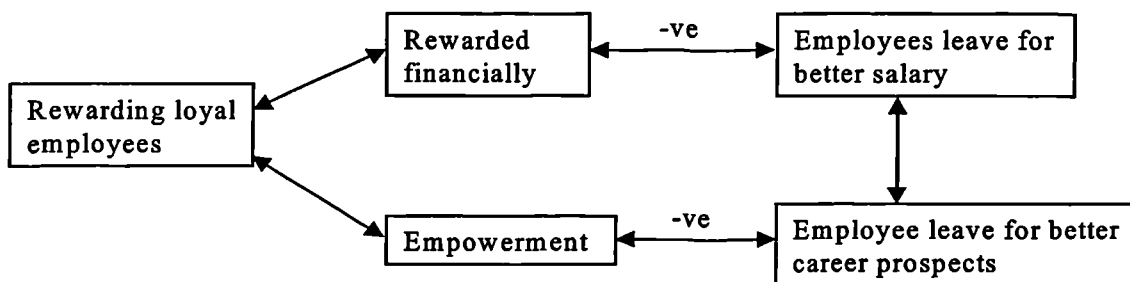 Rewarding loyal
employees
Rewarded
financially
-ve
Employees leave for
better salary
Empowerment
-ve
Employee leave for better
career prospects